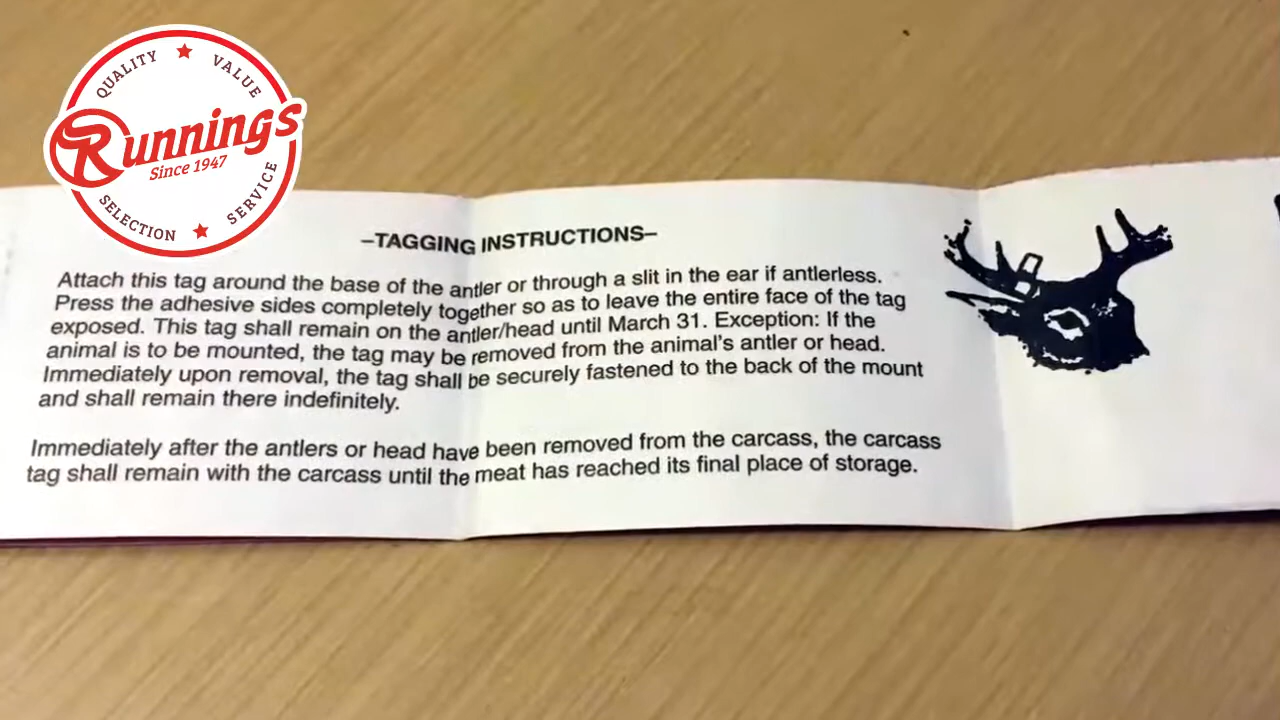 QUALITY ★ VALUE
Runnings
Since 1947
SELECTION ★ SERVICE
–TAGGING INSTRUCTIONS–
Attach this tag around the base of the antler or through a slit in the ear if antlerless.
Press the adhesive sides completely together so as to leave the entire face of the tag
exposed. This tag shall remain on the antler/head until March 31. Exception: If the
animal is to be mounted, the tag may be removed from the animal's antler or head.
Immediately upon removal, the tag shall be securely fastened to the back of the mount
and shall remain there indefinitely.
Immediately after the antlers or head have been removed from the carcass, the carcass
tag shall remain with the carcass until the meat has reached its final place of storage.